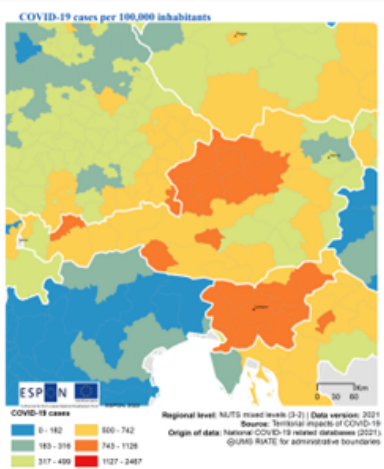 COVID-19 cases per 100,000 inhabitants
Km
0 30 60
ESPON
COVID-19 cases
0 - 182
183 - 316
317 - 499
500 - 742
743 - 1126
1127 - 2467
Regional level: NUTS mixed levels (3-2) | Data version: 2021
Source: Territorial impacts of COVID-19
Origin of data: National COVID-19 related databases (2021).
@UMS RIATE for administrative boundaries